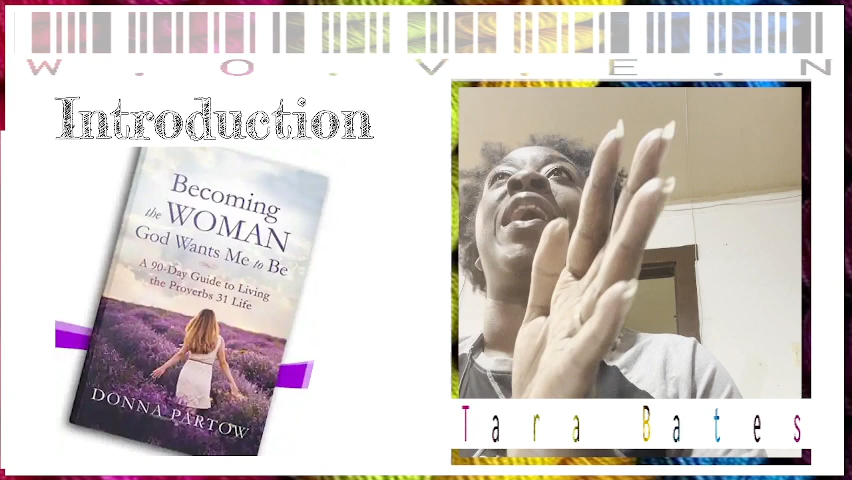 W . O . V . E . N
Introduction
Becoming
the WOMAN
God Wants Me to Be
A 90-Day Guide to Living
the Proverbs 31 Life
DONNA PARTOW
Tara Bates